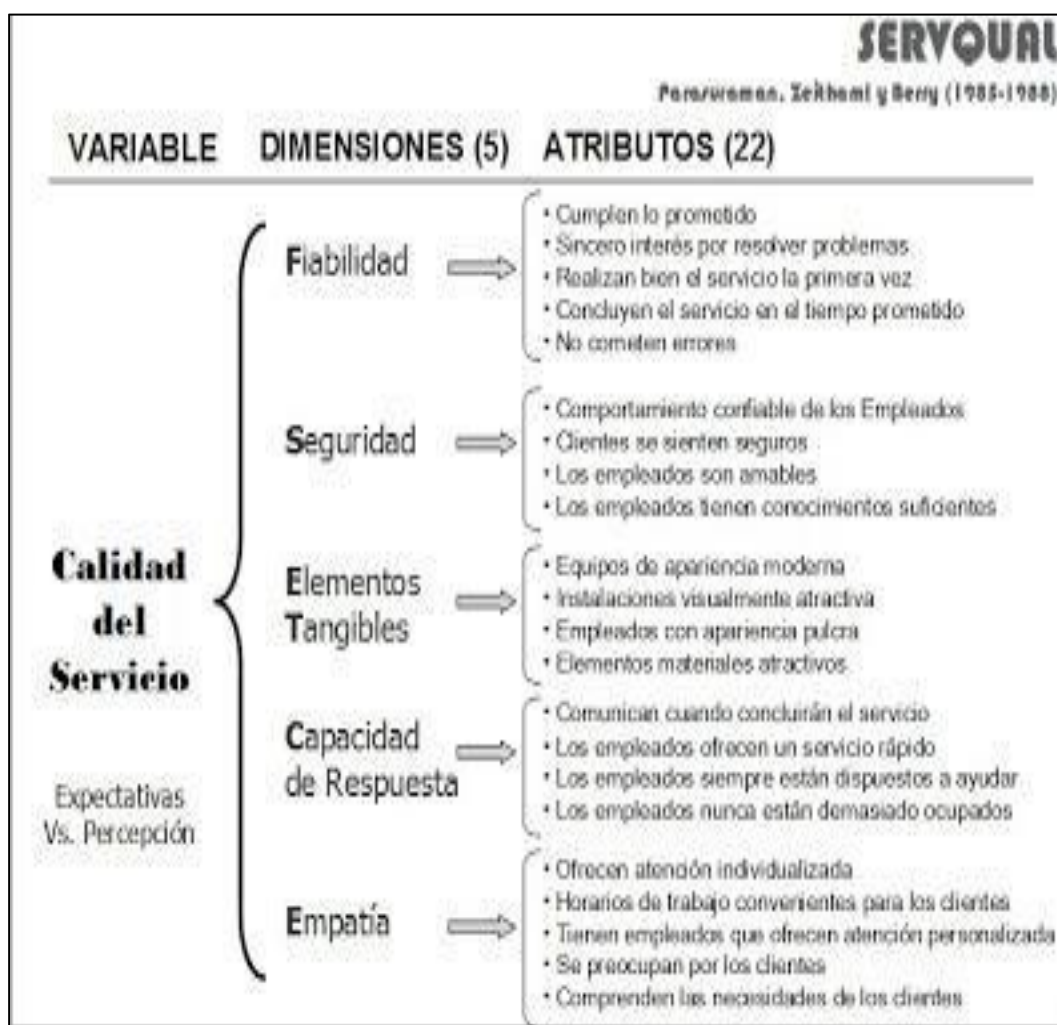 SERVQUAL
Parasuraman, Zeithaml y Berry (1985-1988)
VARIABLE DIMENSIONES (5) ATRIBUTOS (22)
Calidad
del
Servicio
Expectativas
Vs. Percepción
Fiabilidad
• Cumplen lo prometido
• Sincero interés por resolver problemas
• Realizan bien el servicio la primera vez
• Concluyen el servicio en el tiempo prometido
• No cometen errores
Seguridad
• Comportamiento confiable de los Empleados
• Clientes se sienten seguros
• Los empleados son amables
• Los empleados tienen conocimientos suficientes
Elementos
Tangibles
• Equipos de apariencia moderna
• Instalaciones visualmente atractiva
• Empleados con apariencia pulcra
• Elementos materiales atractivos
Capacidad
de Respuesta
• Comunican cuando concluirán el servicio
• Los empleados ofrecen un servicio rápido
• Los empleados siempre están dispuestos a ayudar
• Los empleados nunca están demasiado ocupados
Empatía
• Ofrecen atención individualizada
• Horarios de trabajo convenientes para los clientes
• Tienen empleados que ofrecen atención personalizada
• Se preocupan por los clientes
• Comprenden las necesidades de los clientes